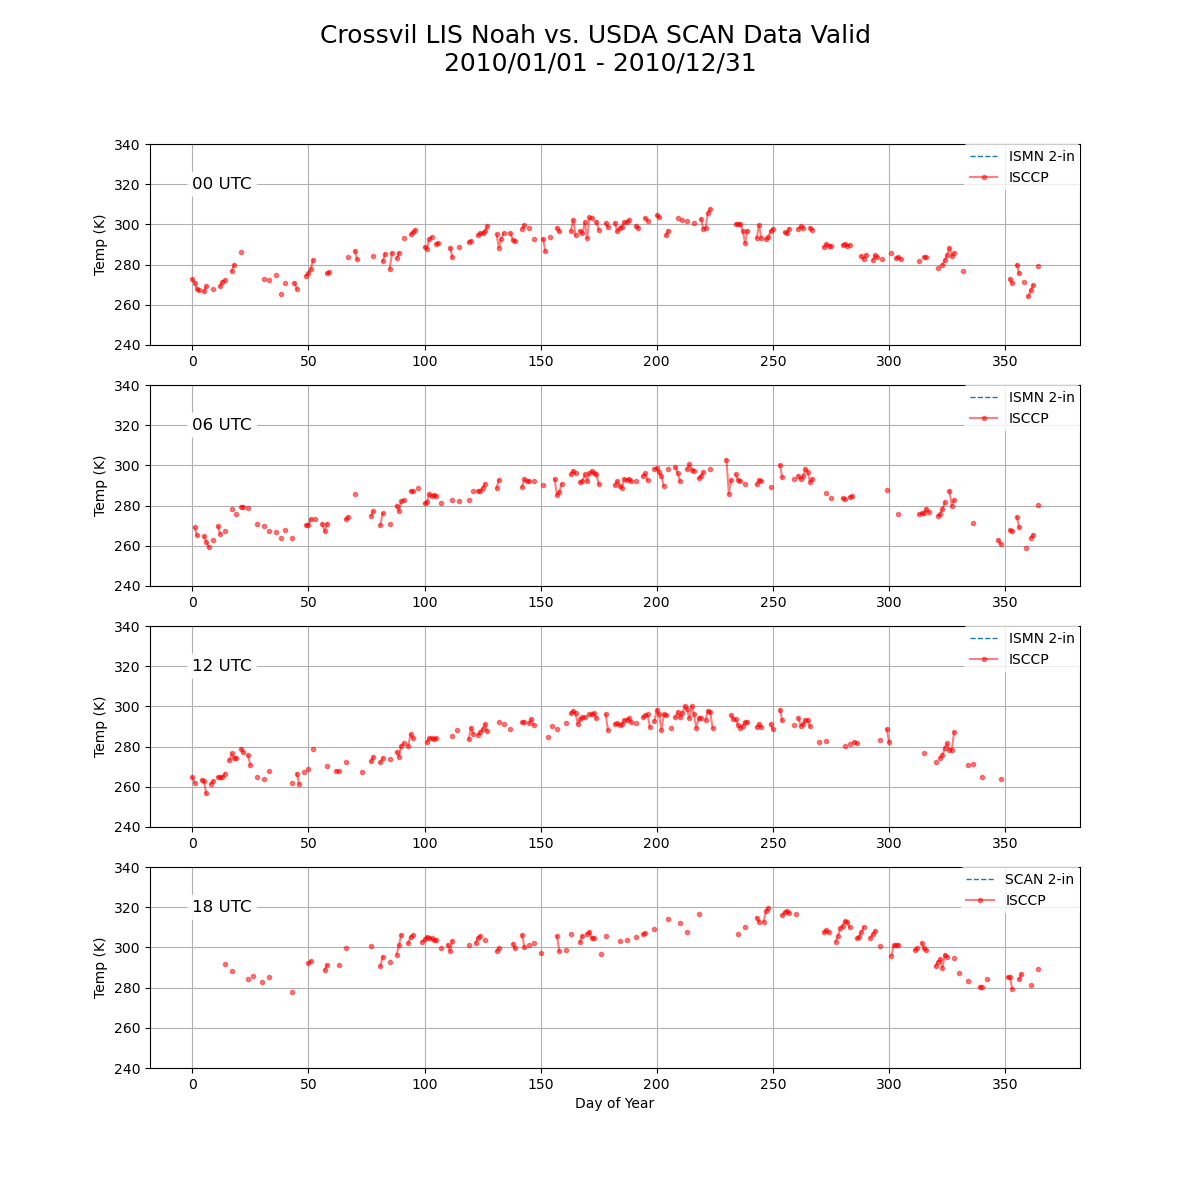 Crossvil LIS Noah vs. USDA SCAN Data Valid
2010/01/01 - 2010/12/31
340
320
300
280
260
240
Temp (K)
00 UTC
ISMN 2-in
ISCCP
0 50 100 150 200 250 300 350
340
320
300
280
260
240
Temp (K)
06 UTC
ISMN 2-in
ISCCP
0 50 100 150 200 250 300 350
340
320
300
280
260
240
Temp (K)
12 UTC
ISMN 2-in
ISCCP
0 50 100 150 200 250 300 350
340
320
300
280
260
240
Temp (K)
18 UTC
SCAN 2-in
ISCCP
0 50 100 150 200 250 300 350
Day of Year